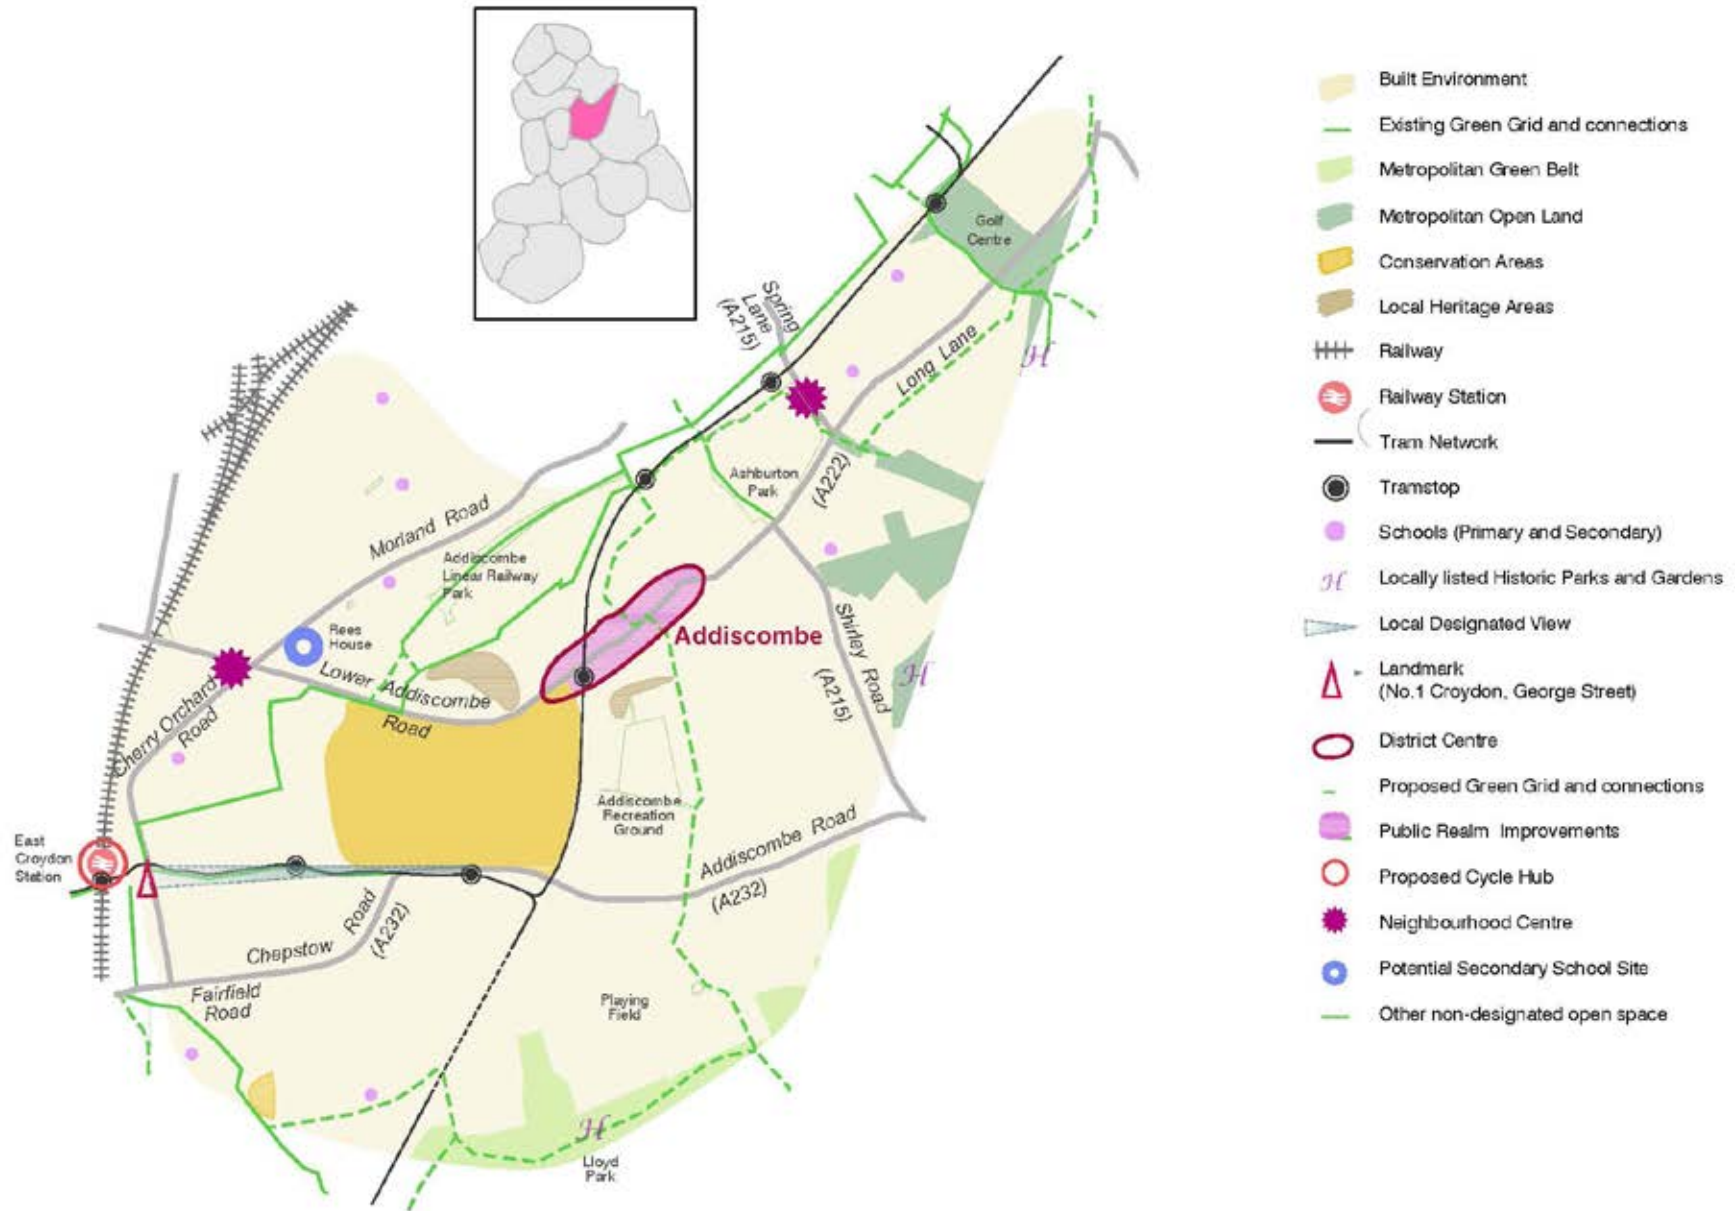 Golf
Centre
Spring
Lane
(A215)
Long Lane
H
Ashburton
Park
(A222)
Morland Road
Addiscombe
Linear Railway
Park
Rees
House
Addiscombe
Lower Addiscombe
Road
Shirley Road
(A215)
H
Cherry Orchard
Road
Addiscombe
Recreation
Ground
East
Croydon
Station
Addiscombe Road
(A232)
Chepstow Road
(A232)
Fairfield
Road
Playing
Field
H
Lloyd
Park
Built Environment
Existing Green Grid and connections
Metropolitan Green Belt
Metropolitan Open Land
Conservation Areas
Local Heritage Areas
Railway
Railway Station
Tram Network
Tramstop
Schools (Primary and Secondary)
H Locally listed Historic Parks and Gardens
Local Designated View
Landmark
(No.1 Croydon, George Street)
District Centre
Proposed Green Grid and connections
Public Realm Improvements
Proposed Cycle Hub
Neighbourhood Centre
Potential Secondary School Site
Other non-designated open space